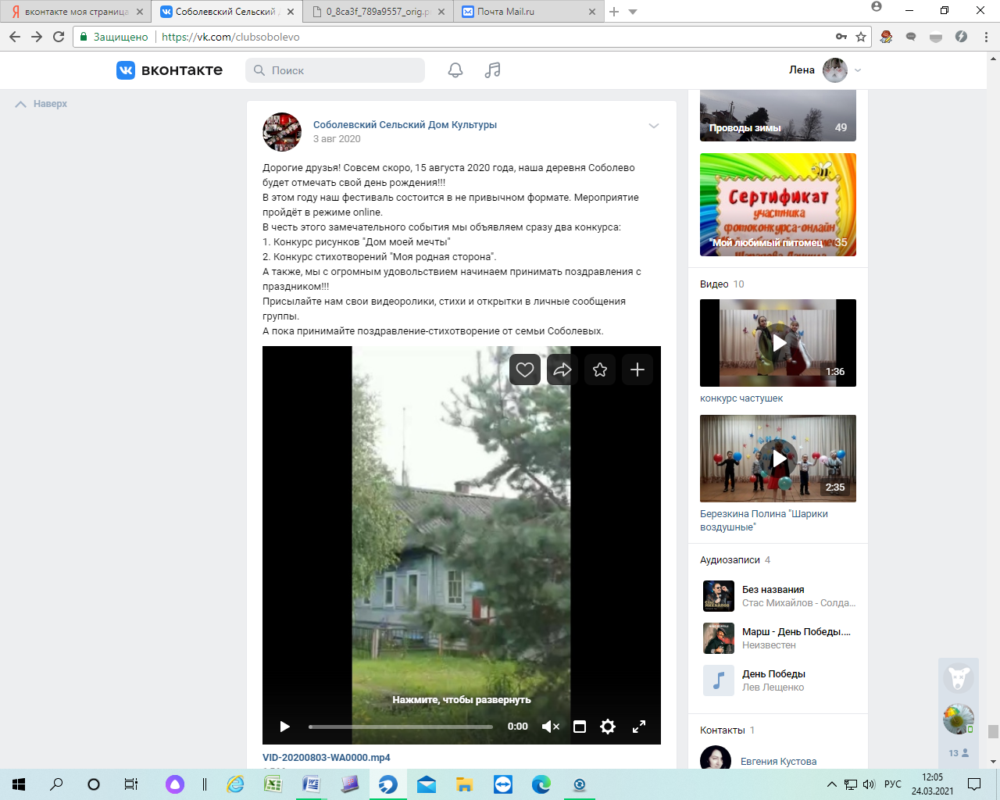 вконтакте моя страница
Соболевский Сельский
0_8ca3f_789a9557_orig.p
Почта Mail.ru
Защищено
https://vk.com/clubsobolevo
вконтакте
Поиск
Лена
Наверх
Соболевский Сельский Дом Культуры
3 авг 2020
Дорогие друзья! Совсем скоро, 15 августа 2020 года, наша деревня Соболево
будет отмечать свой день рождения!!!
В этом году наш фестиваль состоится в не привычном формате. Мероприятие
пройдёт в режиме online.
В честь этого замечательного события мы объявляем сразу два конкурса:
1. Конкурс рисунков "Дом моей мечты"
2. Конкурс стихотворений "Моя родная сторона".
А также, мы с огромным удовольствием начинаем принимать поздравления с
праздником!!!
Присылайте нам свои видеоролики, стихи и открытки в личные сообщения
группы.
А пока принимайте поздравление-стихотворение от семьи Соболевых.
Нажмите, чтобы развернуть
0:00
VID-20200803-WA0000.mp4
Проводы зимы 49
Сертификат
участника
фотоконкурса-онлайн
"Мой любимый питомец 35
Видео 10
1:36
конкурс частушек
2:35
Березкина Полина "Шарики
воздушные"
Аудиозаписи 4
Без названия
Стас Михайлов - Солда...
Марш - День Победы....
Неизвестен
День Победы
Лев Лещенко
Контакты 1
Евгения Кустова
13
РУС
12:05
24.03.2021